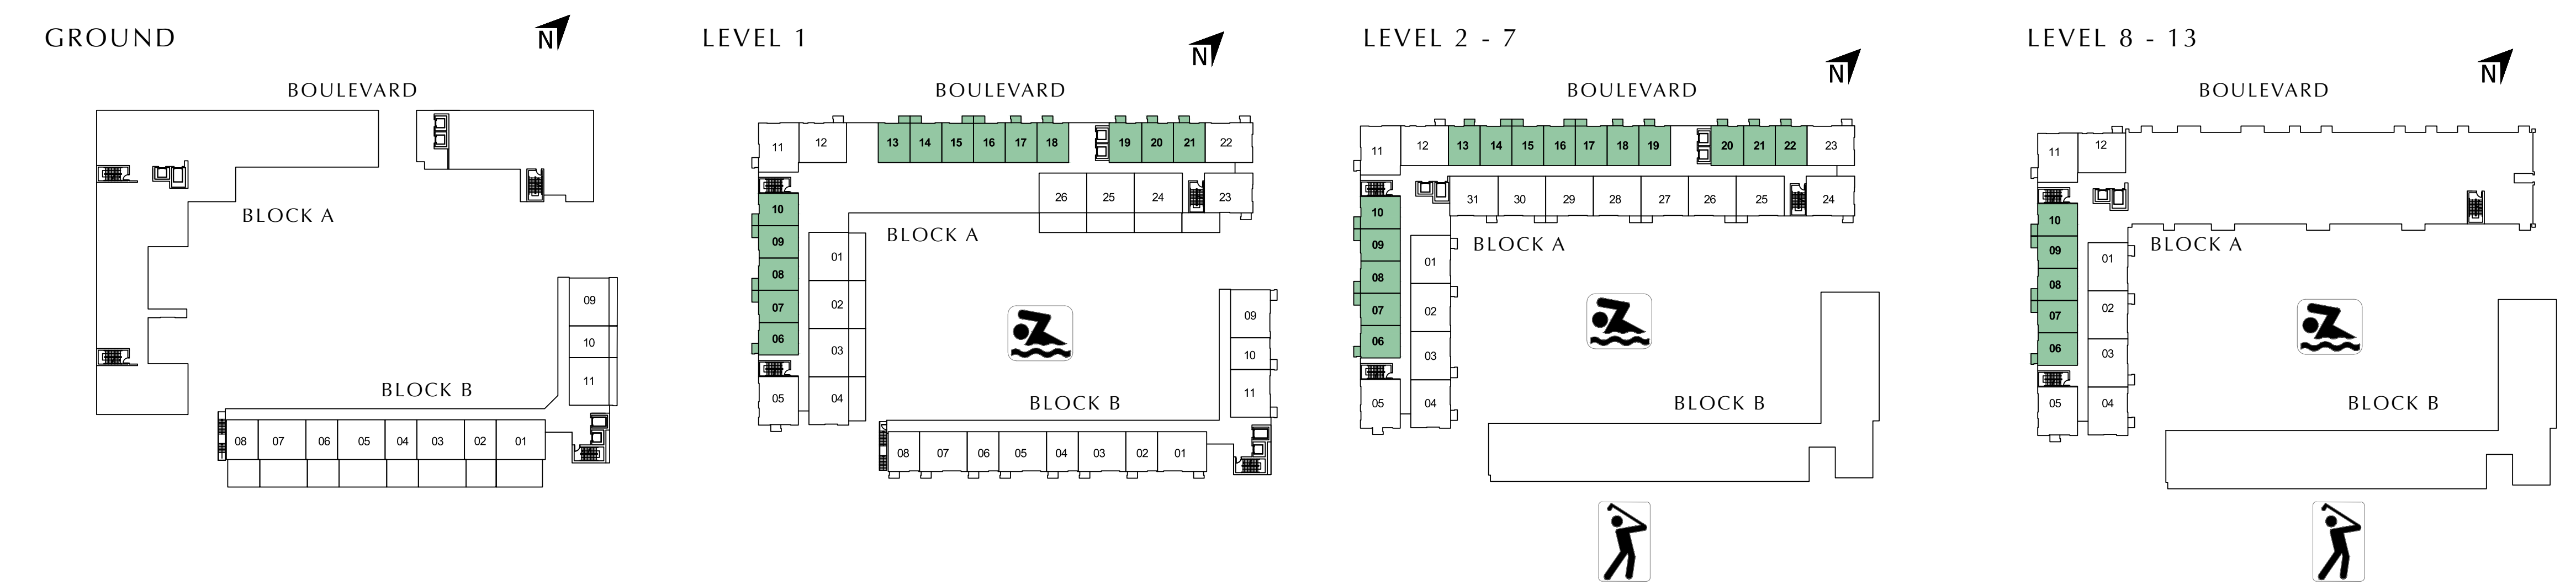 GROUND
N
BOULEVARD
BLOCK A
09
10
11
BLOCK B
08 07 06 05 04 03 02 01
LEVEL 1
N
BOULEVARD
11 12 13 14 15 16 17 18 19 20 21 22
26 25 24 23
10
09
08
07
06
05
BLOCK A
01
02
03
04
09
10
11
BLOCK B
08 07 06 05 04 03 02 01
LEVEL 2 - 7
N
BOULEVARD
11 12 13 14 15 16 17 18 19 20 21 22 23
31 30 29 28 27 26 25 24
10
09
08
07
06
05
BLOCK A
01
02
03
04
BLOCK B
LEVEL 8 - 13
N
BOULEVARD
11 12
10
09
08
07
06
05
BLOCK A
01
02
03
04
BLOCK B